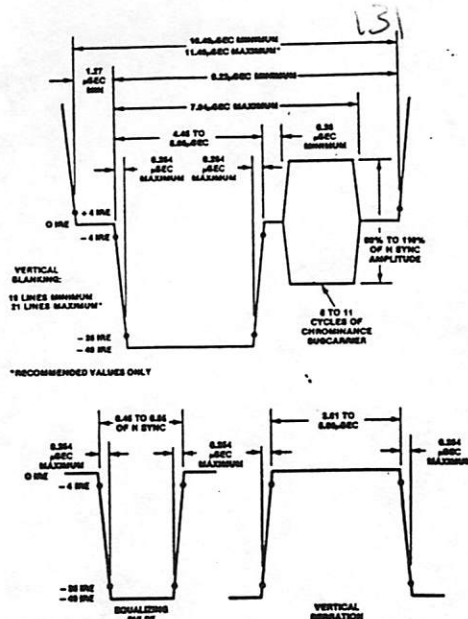 131
10.49µSEC MINIMUM
11.49µSEC MAXIMUM*
1.27
µSEC
MIN
9.23µSEC MINIMUM
7.94µSEC MAXIMUM
4.45 TO
5.08µSEC
0.38
µSEC
MINIMUM
0.254
µSEC
MAXIMUM
0.254
µSEC
MAXIMUM
+ 4 IRE
0 IRE
- 4 IRE
90% TO 110%
OF H SYNC
AMPLITUDE
VERTICAL
BLANKING:
19 LINES MINIMUM
21 LINES MAXIMUM*
8 TO 11
CYCLES OF
CHROMINANCE
SUBCARRIER
- 36 IRE
- 40 IRE
*RECOMMENDED VALUES ONLY
0.45 TO 0.55
OF H SYNC
3.81 TO
5.08µSEC
0.254
µSEC
MAXIMUM
0.254
µSEC
MAXIMUM
0.254
µSEC
MAXIMUM
0 IRE
- 4 IRE
- 36 IRE
- 40 IRE
EQUALIZING
PULSE
VERTICAL
SERRATION